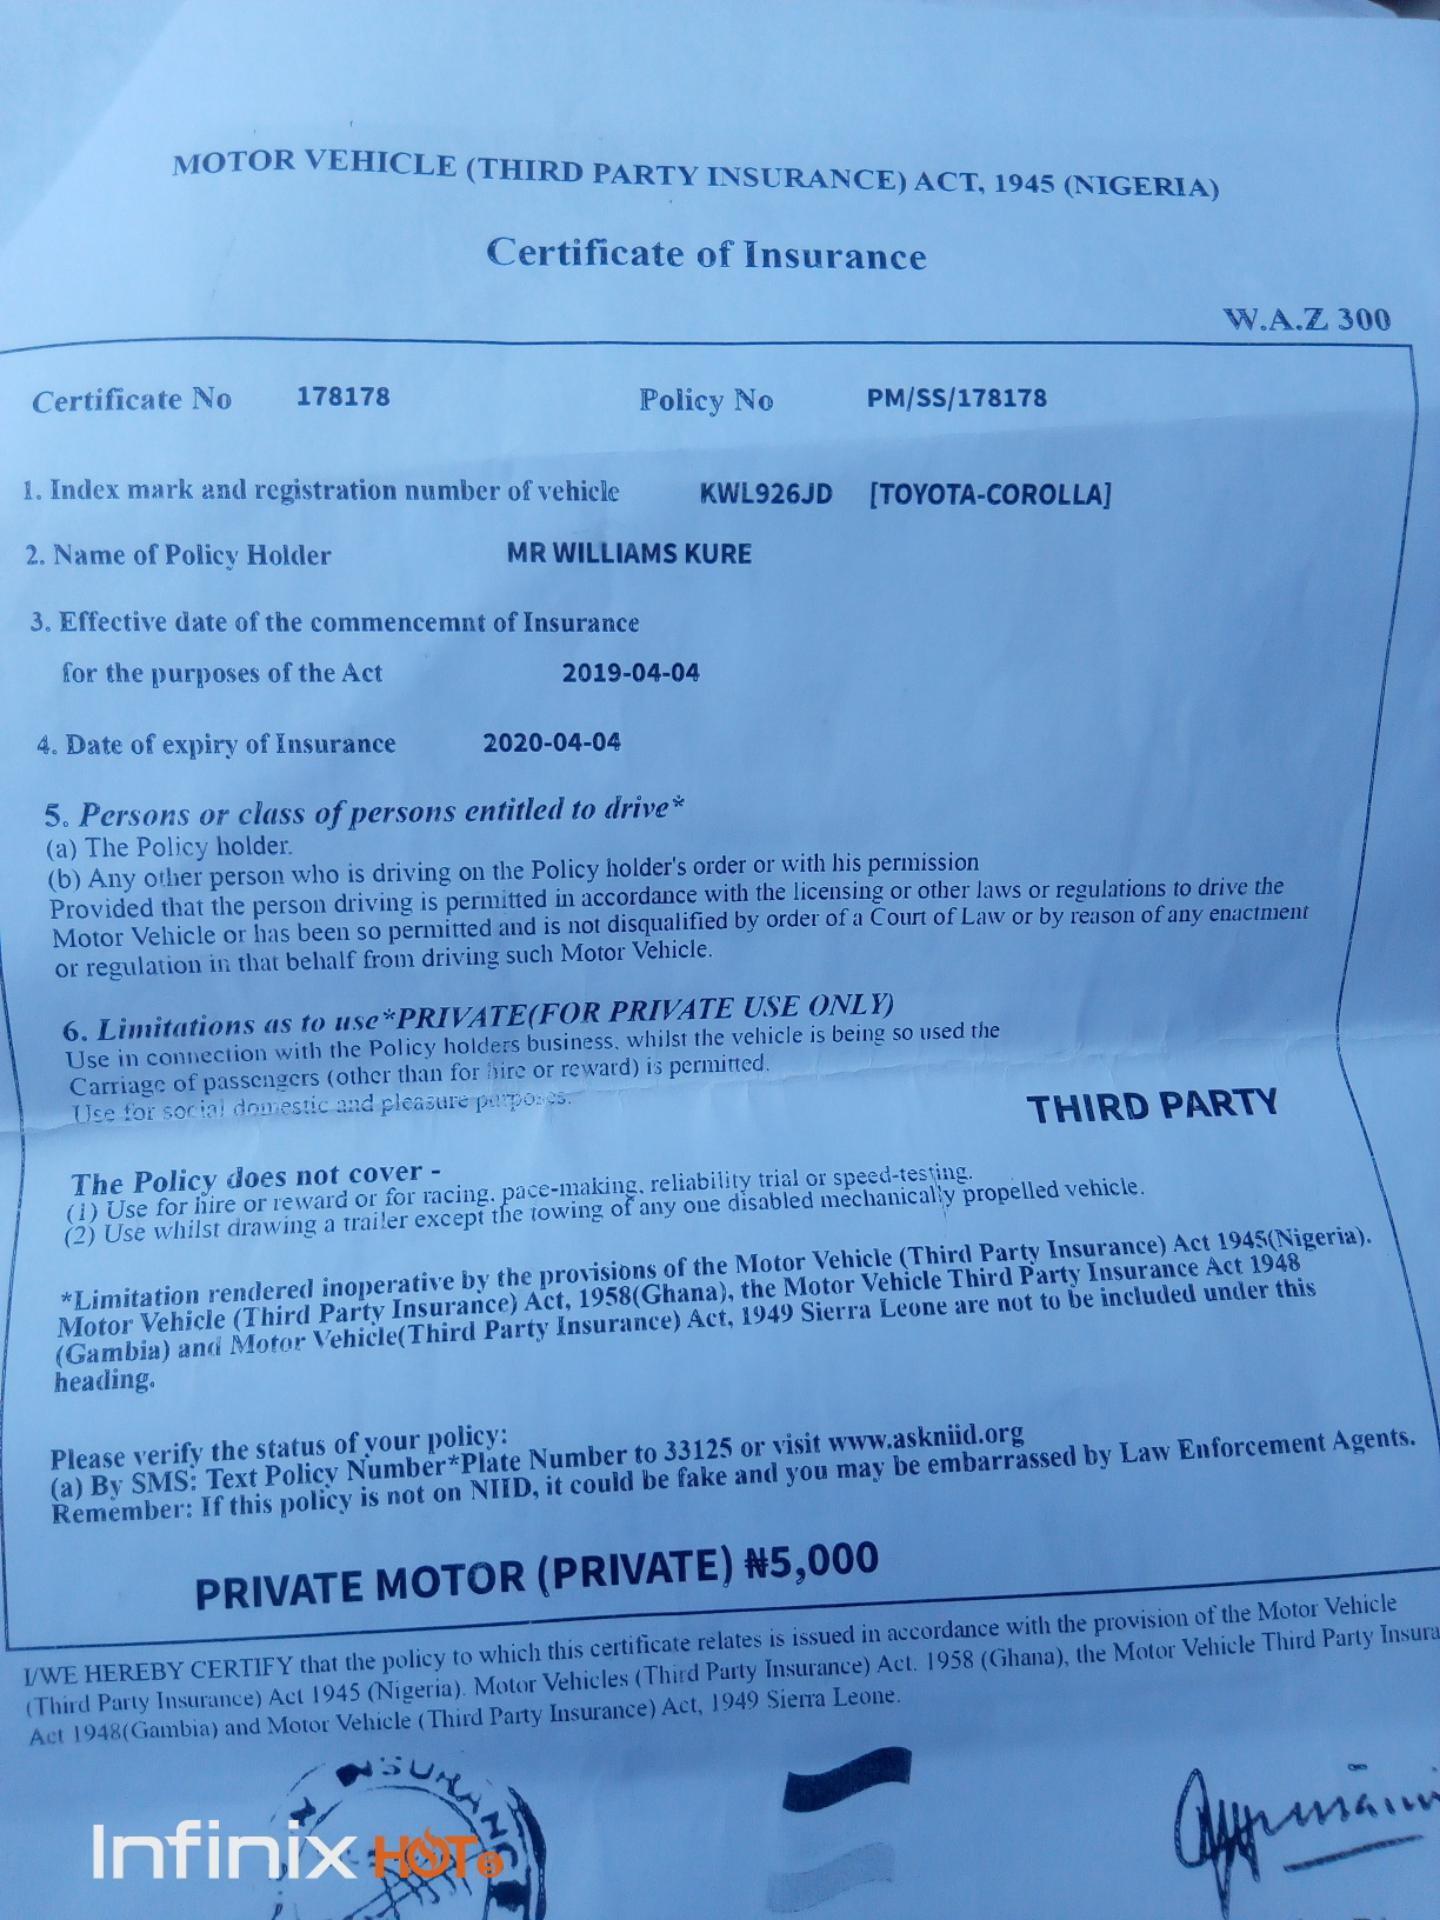 MOTOR VEHICLE (THIRD PARTY INSURANCE) ACT, 1945 (NIGERIA)
Certificate of Insurance
W.A.Z 300
Certificate No 178178 Policy No PM/SS/178178
1. Index mark and registration number of vehicle KWL926JD [TOYOTA-COROLLA]
2. Name of Policy Holder MR WILLIAMS KURE
3. Effective date of the commencemnt of Insurance
for the purposes of the Act 2019-04-04
4. Date of expiry of Insurance 2020-04-04
5. Persons or class of persons entitled to drive*
(a) The Policy holder.
(b) Any other person who is driving on the Policy holder's order or with his permission
Provided that the person driving is permitted in accordance with the licensing or other laws or regulations to drive the
Motor Vehicle or has been so permitted and is not disqualified by order of a Court of Law or by reason of any enactment
or regulation in that behalf from driving such Motor Vehicle.
6. Limitations as to use*PRIVATE(FOR PRIVATE USE ONLY)
Use in connection with the Policy holders business, whilst the vehicle is being so used the
Carriage of passengers (other than for hire or reward) is permitted.
Use for social domestic and pleasure purposes.
THIRD PARTY
The Policy does not cover -
(1) Use for hire or reward or for racing, pace-making, reliability trial or speed-testing.
(2) Use whilst drawing a trailer except the towing of any one disabled mechanically propelled vehicle.
*Limitation rendered inoperative by the provisions of the Motor Vehicle (Third Party Insurance) Act 1945(Nigeria).
Motor Vehicle (Third Party Insurance) Act, 1958(Ghana), the Motor Vehicle Third Party Insurance Act 1948
(Gambia) and Motor Vehicle(Third Party Insurance) Act, 1949 Sierra Leone are not to be included under this
heading.
Please verify the status of your policy:
(a) By SMS: Text Policy Number*Plate Number to 33125 or visit www.askniid.org
Remember: If this policy is not on NIID, it could be fake and you may be embarrassed by Law Enforcement Agents.
PRIVATE MOTOR (PRIVATE) ₦5,000
I/WE HEREBY CERTIFY that the policy to which this certificate relates is issued in accordance with the provision of the Motor Vehicle
(Third Party Insurance) Act 1945 (Nigeria). Motor Vehicles (Third Party Insurance) Act. 1958 (Ghana), the Motor Vehicle Third Party Insura
Act 1948(Gambia) and Motor Vehicle (Third Party Insurance) Act, 1949 Sierra Leone.
INSURANCE
Infinix HOT 5